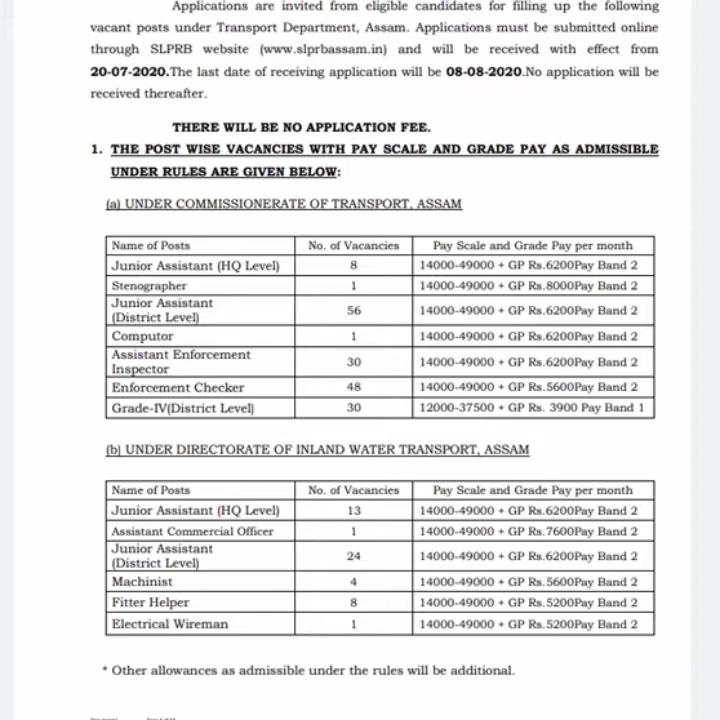 Applications are invited from eligible candidates for filling up the following
vacant posts under Transport Department, Assam. Applications must be submitted online
through SLPRB website (www.slprbassam.in) and will be received with effect from
20-07-2020.The last date of receiving application will be 08-08-2020.No application will be
received thereafter.
THERE WILL BE NO APPLICATION FEE.
1. THE POST WISE VACANCIES WITH PAY SCALE AND GRADE PAY AS ADMISSIBLE
UNDER RULES ARE GIVEN BELOW:
(a) UNDER COMMISSIONERATE OF TRANSPORT, ASSAM
Name of Posts No. of Vacancies Pay Scale and Grade Pay per month
Junior Assistant (HQ Level) 8 14000-49000 + GP Rs.6200Pay Band 2
Stenographer 1 14000-49000 + GP Rs.8000Pay Band 2
Junior Assistant
(District Level) 56 14000-49000 + GP Rs.6200Pay Band 2
Computor 1 14000-49000 + GP Rs.6200Pay Band 2
Assistant Enforcement
Inspector 30 14000-49000 + GP Rs.6200Pay Band 2
Enforcement Checker 48 14000-49000 + GP Rs.5600Pay Band 2
Grade-IV(District Level) 30 12000-37500 + GP Rs. 3900 Pay Band 1
(b) UNDER DIRECTORATE OF INLAND WATER TRANSPORT, ASSAM
Name of Posts No. of Vacancies Pay Scale and Grade Pay per month
Junior Assistant (HQ Level) 13 14000-49000 + GP Rs.6200Pay Band 2
Assistant Commercial Officer 1 14000-49000 + GP Rs.7600Pay Band 2
Junior Assistant
(District Level) 24 14000-49000 + GP Rs.6200Pay Band 2
Machinist 4 14000-49000 + GP Rs.5600Pay Band 2
Fitter Helper 8 14000-49000 + GP Rs.5200Pay Band 2
Electrical Wireman 1 14000-49000 + GP Rs.5200Pay Band 2
* Other allowances as admissible under the rules will be additional.